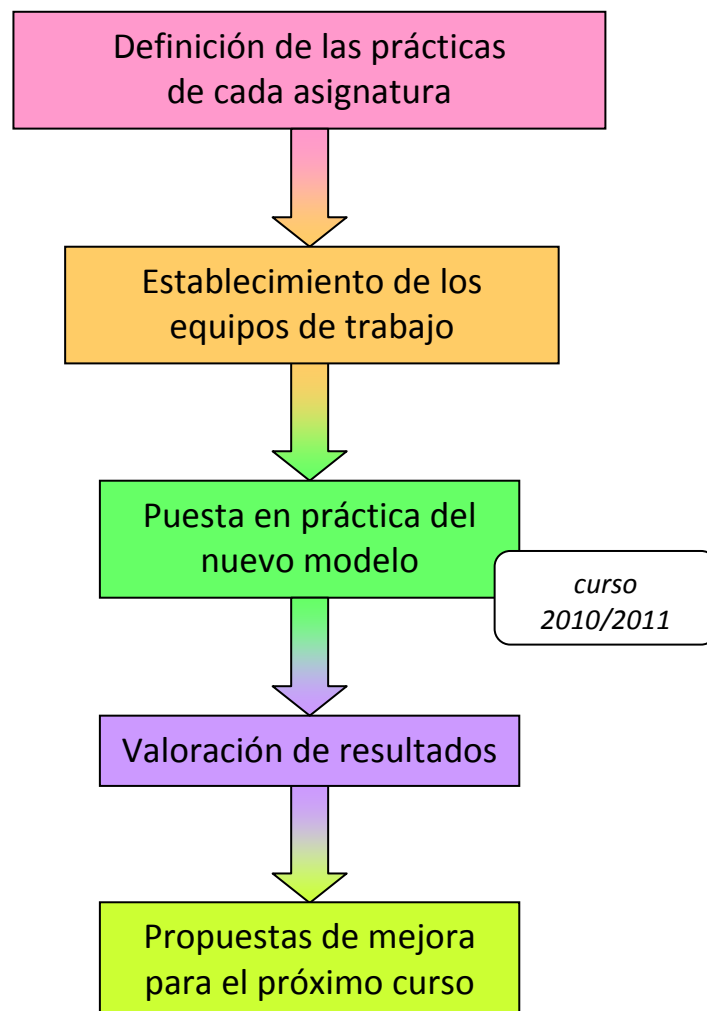 Definición de las prácticas
de cada asignatura
Establecimiento de los
equipos de trabajo
Puesta en práctica del
nuevo modelo
curso
2010/2011
Valoración de resultados
Propuestas de mejora
para el próximo curso